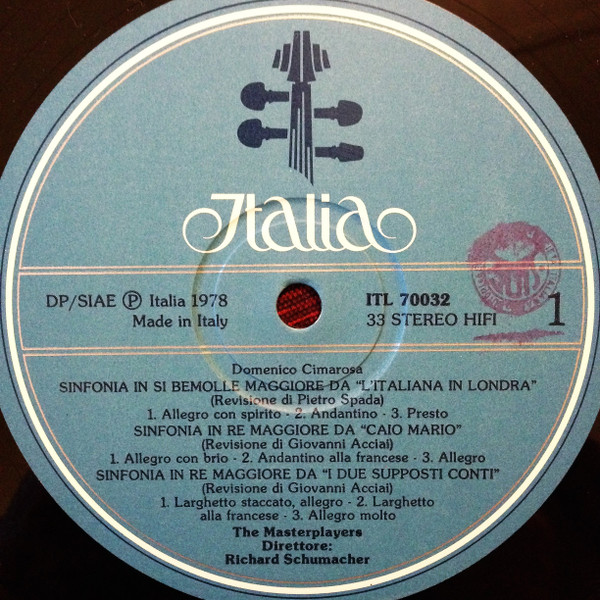 Italia
DP/SIAE Ⓟ Italia 1978
Made in Italy
ITL 70032
33 STEREO HIFI
1
Domenico Cimarosa
SINFONIA IN SI BEMOLLE MAGGIORE DA "L'ITALIANA IN LONDRA"
(Revisione di Pietro Spada)
1. Allegro con spirito - 2. Andantino - 3. Presto
SINFONIA IN RE MAGGIORE DA "CAIO MARIO"
(Revisione di Giovanni Acciai)
1. Allegro con brio - 2. Andantino alla francese - 3. Allegro
SINFONIA IN RE MAGGIORE DA "I DUE SUPPOSTI CONTI"
(Revisione di Giovanni Acciai)
1. Larghetto staccato, allegro - 2. Larghetto
alla francese - 3. Allegro molto
The Masterplayers
Direttore:
Richard Schumacher